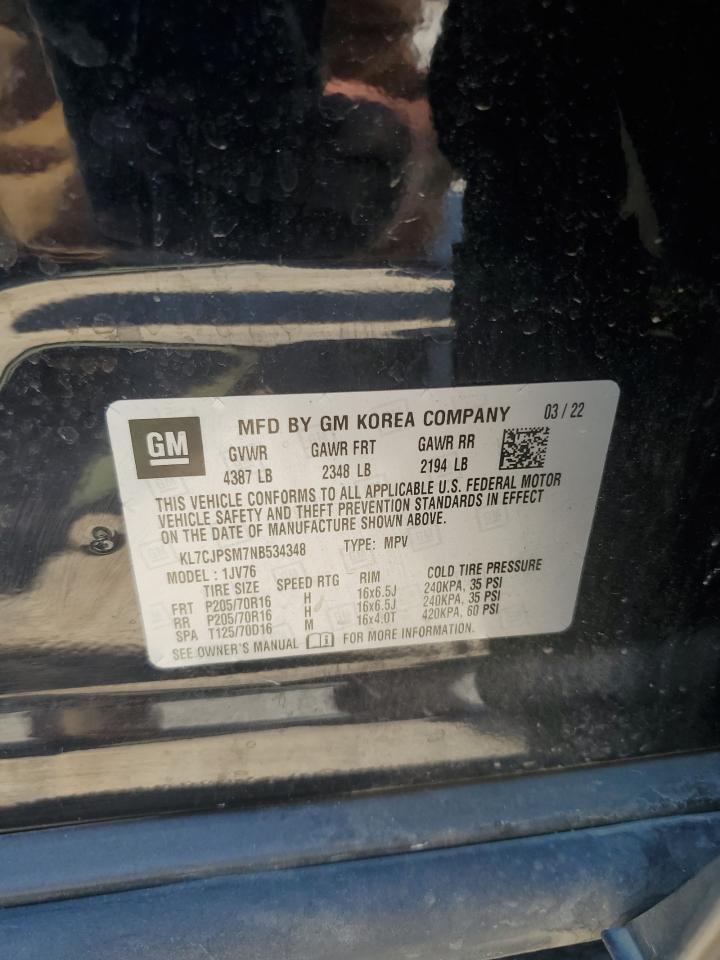 GM
MFD BY GM KOREA COMPANY 03 / 22
GVWR GAWR FRT GAWR RR
4387 LB 2348 LB 2194 LB
THIS VEHICLE CONFORMS TO ALL APPLICABLE U.S. FEDERAL MOTOR
VEHICLE SAFETY AND THEFT PREVENTION STANDARDS IN EFFECT
ON THE DATE OF MANUFACTURE SHOWN ABOVE.
KL7CJPSM7NB534348 TYPE: MPV
MODEL : 1JV76
TIRE SIZE SPEED RTG RIM COLD TIRE PRESSURE
FRT P205/70R16 H 16x6.5J 240KPA, 35 PSI
RR P205/70R16 H 16x6.5J 240KPA, 35 PSI
SPA T125/70D16 M 16x4.0T 420KPA, 60 PSI
SEE OWNER'S MANUAL FOR MORE INFORMATION.